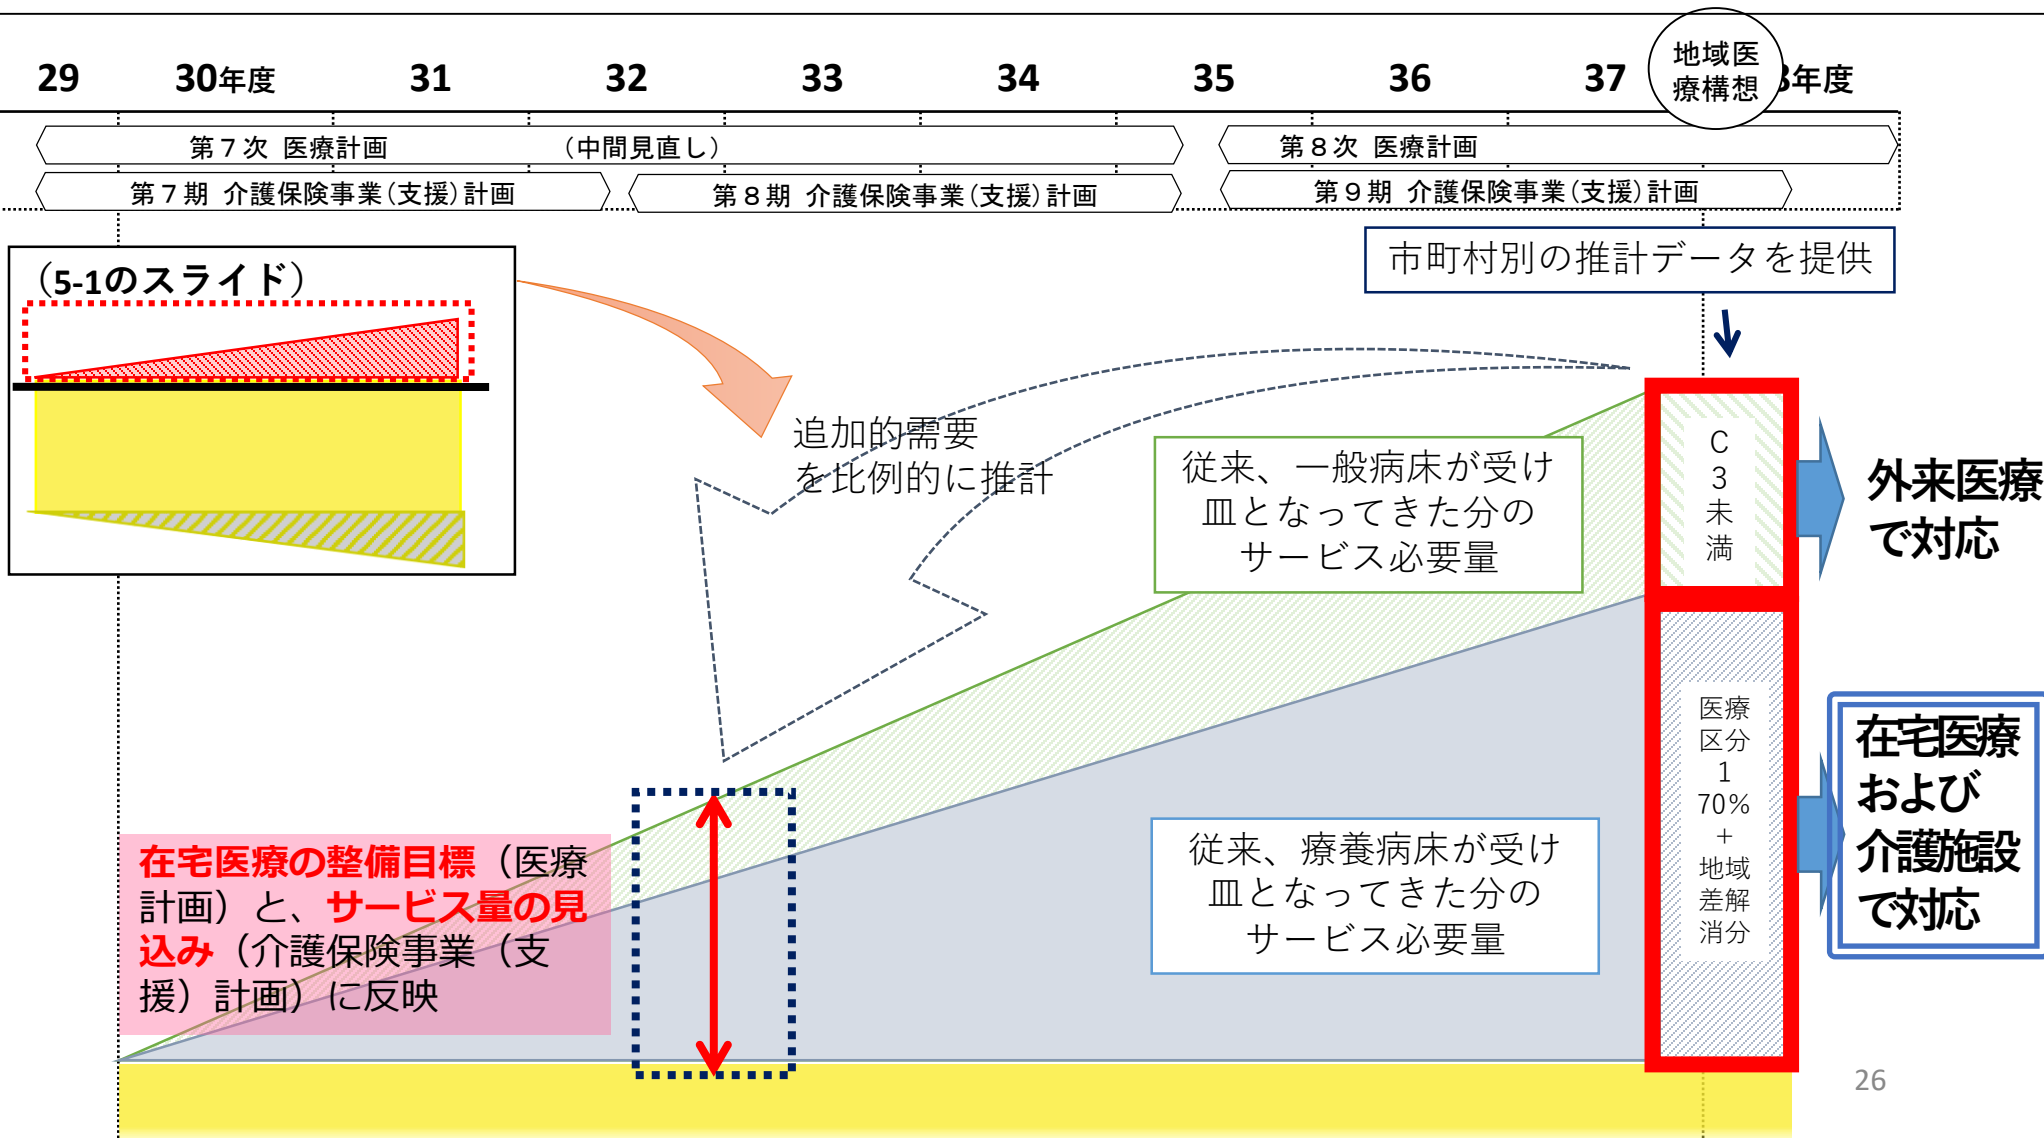 29 30年度 31 32 33 34 35 36 37 3年度
地域医
療構想
第７次 医療計画 （中間見直し）
第８次 医療計画
第７期 介護保険事業（支援）計画
第８期 介護保険事業（支援）計画
第９期 介護保険事業（支援）計画
市町村別の推計データを提供
（5-1のスライド）
追加的需要
を比例的に推計
従来、一般病床が受け
皿となってきた分の
サービス必要量
C
3
未
満
外来医療
で対応
医療
区分
1
70%
+
地域
差解
消分
在宅医療
および
介護施設
で対応
従来、療養病床が受け
皿となってきた分の
サービス必要量
在宅医療の整備目標（医療
計画）と、サービス量の見
込み（介護保険事業（支
援）計画）に反映
26